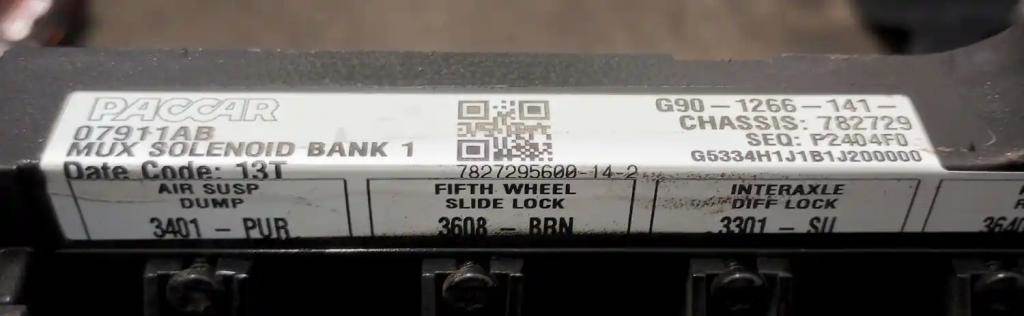 PACCAR
07911AB
MUX SOLENOID BANK 1
Date Code: 13T
7827295600-14-2
G90-1266-141-
CHASSIS: 782729
SEQ: P2404F0
G5334H1J1B1J200000
AIR SUSP
DUMP
3401 - PUR
FIFTH WHEEL
SLIDE LOCK
3608 - BRN
INTERAXLE
DIFF LOCK
3301 -